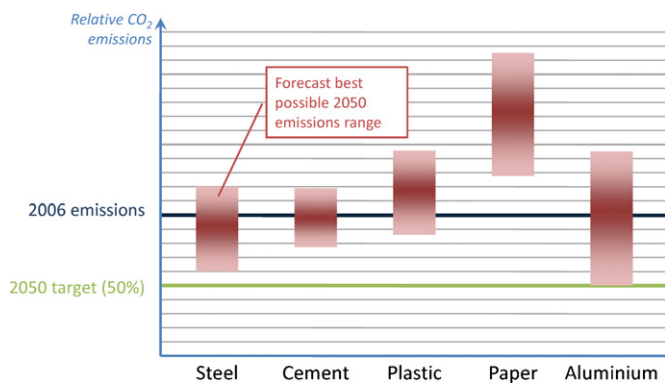 Relative CO₂
emissions
Forecast best
possible 2050
emissions range
2006 emissions
2050 target (50%)
Steel Cement Plastic Paper Aluminium